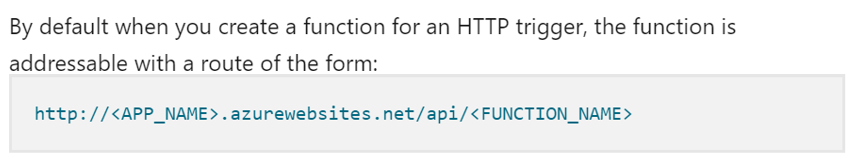 By default when you create a function for an HTTP trigger, the function is
addressable with a route of the form:
http://<APP_NAME>.azurewebsites.net/api/<FUNCTION_NAME>